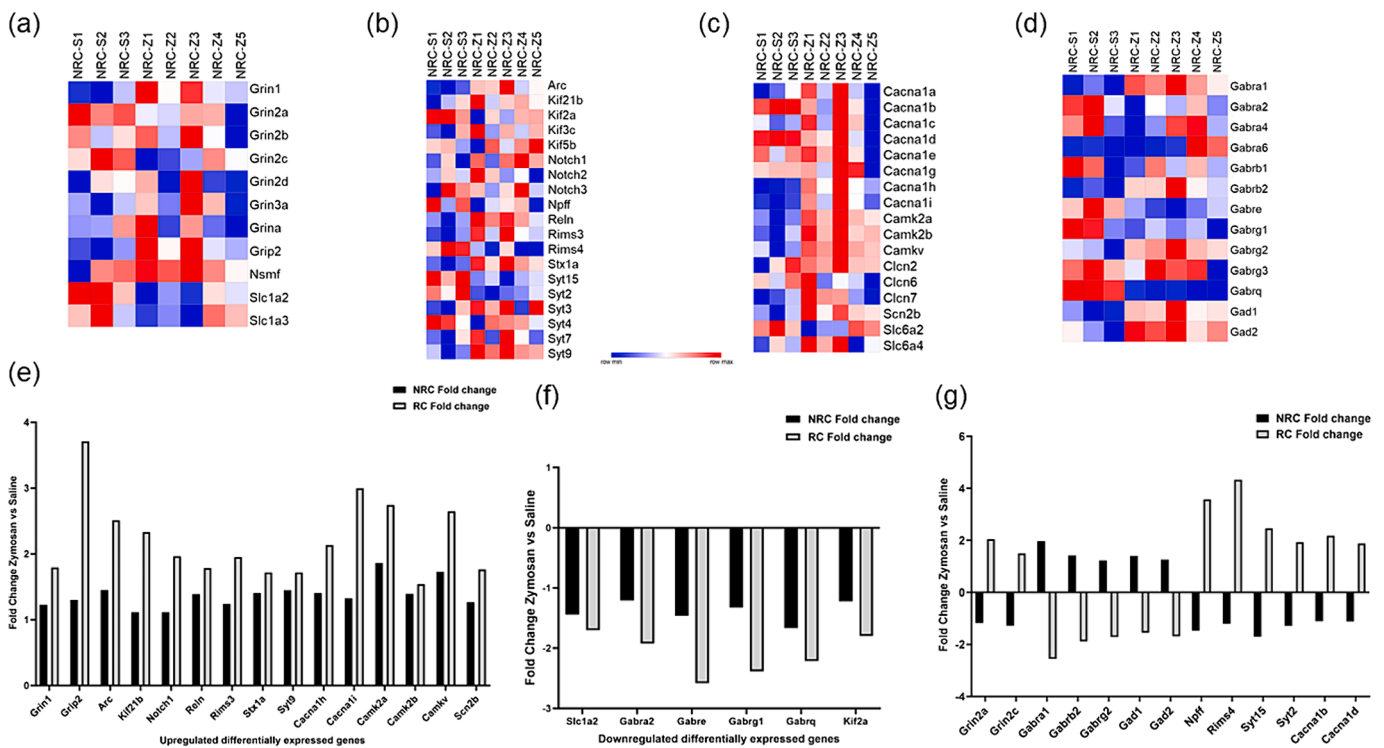 (a)
NRC-S1
NRC-S2
NRC-S3
NRC-Z1
NRC-Z2
NRC-Z3
NRC-Z4
NRC-Z5
Grin1
Grin2a
Grin2b
Grin2c
Grin2d
Grin3a
Grina
Grip2
Nsmf
Slc1a2
Slc1a3
(b)
NRC-S1
NRC-S2
NRC-S3
NRC-Z1
NRC-Z2
NRC-Z3
NRC-Z4
NRC-Z5
Arc
Kif21b
Kif2a
Kif3c
Kif5b
Notch1
Notch2
Notch3
Npff
Reln
Rims3
Rims4
Stx1a
Syt15
Syt2
Syt3
Syt4
Syt7
Syt9
(c)
NRC-S1
NRC-S2
NRC-S3
NRC-Z1
NRC-Z2
NRC-Z3
NRC-Z4
NRC-Z5
Cacna1a
Cacna1b
Cacna1c
Cacna1d
Cacna1e
Cacna1g
Cacna1h
Cacna1i
Camk2a
Camk2b
Camkv
Clcn2
Clcn6
Clcn7
Scn2b
Slc6a2
Slc6a4
row min row max
(d)
NRC-S1
NRC-S2
NRC-S3
NRC-Z1
NRC-Z2
NRC-Z3
NRC-Z4
NRC-Z5
Gabra1
Gabra2
Gabra4
Gabra6
Gabrb1
Gabrb2
Gabre
Gabrg1
Gabrg2
Gabrg3
Gabrq
Gad1
Gad2
(e)
NRC Fold change
RC Fold change
Fold Change Zymosan vs Saline
4
3
2
1
0
Grin1
Grip2
Arc
Kif21b
Notch1
Reln
Rims3
Stx1a
Syt9
Cacna1h
Cacna1i
Camk2a
Camk2b
Camkv
Scn2b
Upregulated differentially expressed genes
(f)
NRC Fold change
RC Fold change
Fold Change Zymosan vs Saline
1
0
-1
-2
-3
Slc1a2
Gabra2
Gabre
Gabrg1
Gabrq
Kif2a
Downregulated differentially expressed genes
(g)
NRC Fold change
RC Fold change
Fold Change Zymosan vs Saline
6
4
2
0
-2
-4
Grin2a
Grin2c
Gabra1
Gabrb2
Gabrg2
Gad1
Gad2
Npff
Rims4
Syt15
Syt2
Cacna1b
Cacna1d